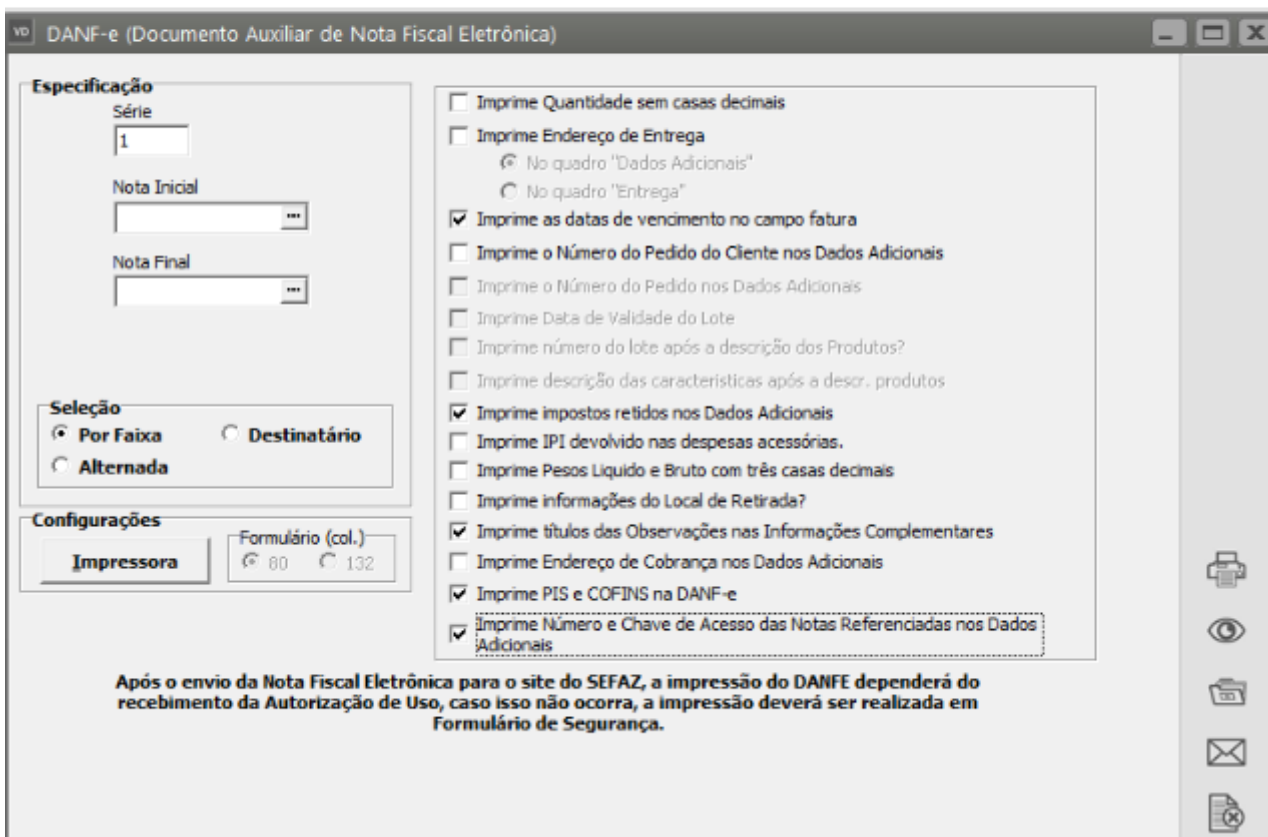 VD DANF-e (Documento Auxiliar de Nota Fiscal Eletrônica)
Especificação
Série
1
Nota Inicial
...
Nota Final
...
Seleção
Por Faixa
Destinatário
Alternada
Configurações
Impressora
Formulário (col.)
80
132
Imprime Quantidade sem casas decimais
Imprime Endereço de Entrega
No quadro "Dados Adicionais"
No quadro "Entrega"
Imprime as datas de vencimento no campo fatura
Imprime o Número do Pedido do Cliente nos Dados Adicionais
Imprime o Número do Pedido nos Dados Adicionais
Imprime Data de Validade do Lote
Imprime número do lote após a descrição dos Produtos?
Imprime descrição das caracteristicas após a descr. produtos
Imprime impostos retidos nos Dados Adicionais
Imprime IPI devolvido nas despesas acessórias.
Imprime Pesos Liquido e Bruto com três casas decimais
Imprime informações do Local de Retirada?
Imprime títulos das Observações nas Informações Complementares
Imprime Endereço de Cobrança nos Dados Adicionais
Imprime PIS e COFINS na DANF-e
Imprime Número e Chave de Acesso das Notas Referenciadas nos Dados
Adicionais
Após o envio da Nota Fiscal Eletrônica para o site do SEFAZ, a impressão do DANFE dependerá do
recebimento da Autorização de Uso, caso isso não ocorra, a impressão deverá ser realizada em
Formulário de Segurança.